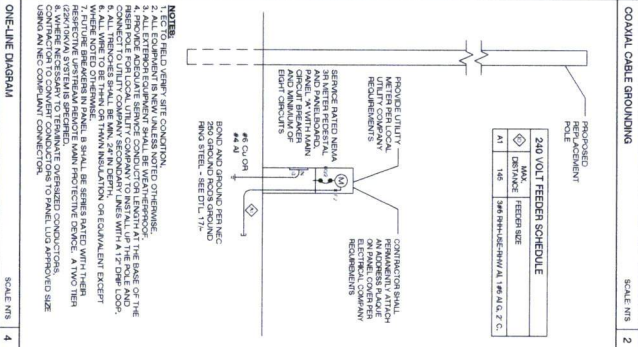 COAXIAL CABLE GROUNDING
SCALE: NTS
2
PROPOSED
REPLACEMENT
POLE
240 VOLT FEEDER SCHEDULE
MAX.
DISTANCE
FEEDER SIZE
A1
145
3#6 RHH-USE-RHW AL 1#6 Al G, 2" C.
PROVIDE UTILITY
METER PER LOCAL
UTILITY COMPANY
REQUIREMENTS
SERVICE RATED NEMA
3R METER PEDESTAL
AND PANELBOARD,
PANEL "A" WITH MAIN
CIRCUIT BREAKER
AND MINIMUM OF
EIGHT CIRCUITS
CONTRACTOR SHALL
PERMANENTLY ATTACH
AN ADDRESS PLAQUE
ON PANEL COVER PER
ELECTRICAL COMPANY
REQUIREMENTS
M
#6 CU OR
#4 Al
BOND AND GROUND PER NEC
250 GROUND RODS GROUND
RING STEEL - SEE DTL. 17/-
NOTES:
1. EC TO FIELD VERIFY SITE CONDITION.
2. ALL EQUIPMENT IS NEW UNLESS NOTED OTHERWISE.
3. ALL EXTERIOR EQUIPMENT SHALL BE WEATHERPROOF.
4. PROVIDE ADEQUATE SERVICE CONDUCTOR LENGTH AT THE BASE OF THE
RISER POLE FOR LOCAL UTILITY COMPANY TO INSTALL UP THE POLE AND
CONNECT TO UTILITY COMPANY SECONDARY LINES WITH A 12" DRIP LOOP.
5. ALL TRENCHES SHALL BE MIN. 24" IN DEPTH.
6. ALL WIRE TO BE THHN OR THWN INSULATION OR EQUIVALENT EXCEPT
WHERE NOTED OTHERWISE.
7. FUTURE BREAKERS IN PANEL B SHALL BE SERIES RATED WITH THEIR
RESPECTIVE UPSTREAM REMOTE MAIN PROTECTIVE DEVICE. A TWO TIER
(22K/10KA) SYSTEM IS SPECIFIED.
8. WHERE NECESSARY TO TERMINATE OVERSIZED CONDUCTORS,
CONTRACTOR TO CONVERT CONDUCTORS TO PANEL LUG APPROVED SIZE
USING AN NEC COMPLIANT CONNECTOR.
ONE-LINE DIAGRAM
SCALE: NTS
4